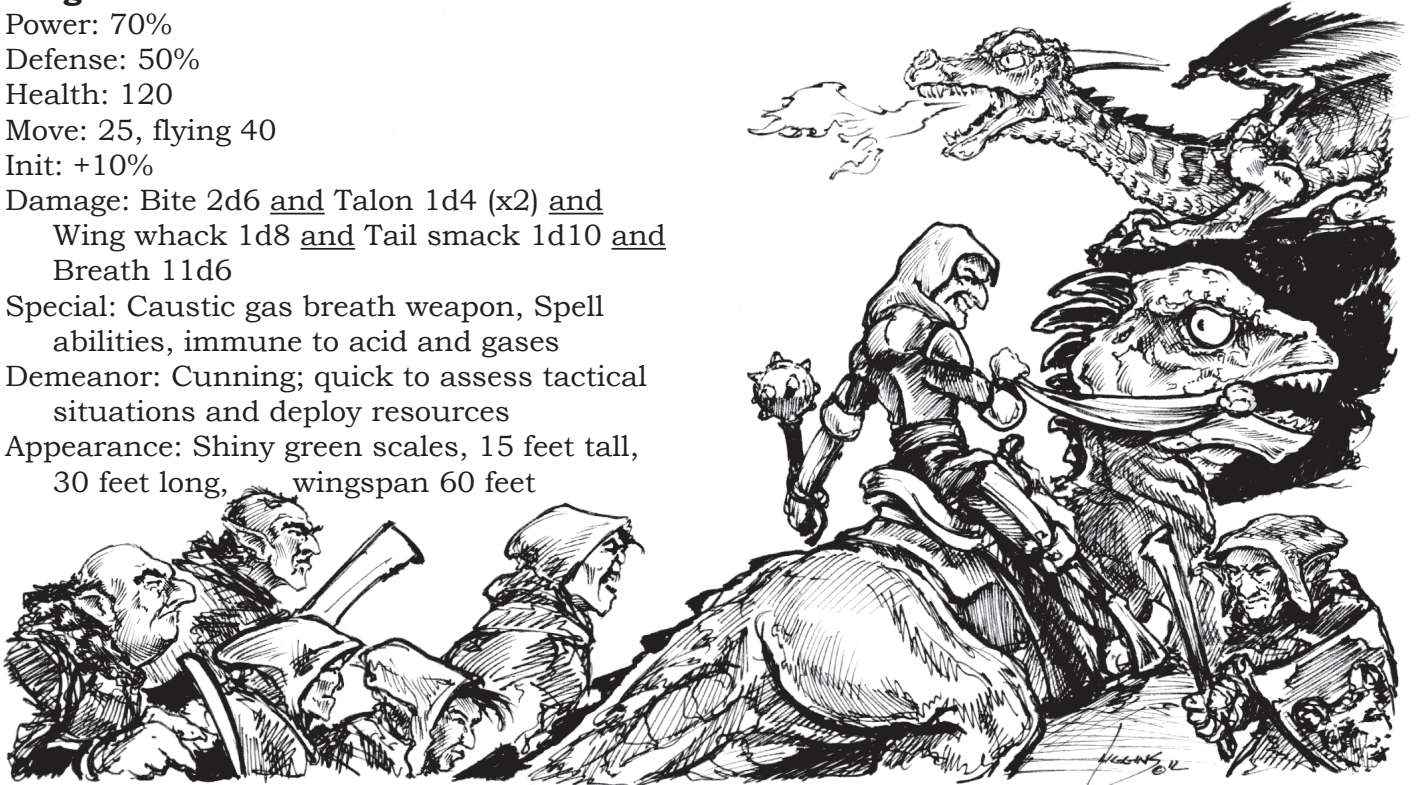 Power: 70%
Defense: 50%
Health: 120
Move: 25, flying 40
Init: +10%
Damage: Bite 2d6 and Talon 1d4 (x2) and
Wing whack 1d8 and Tail smack 1d10 and
Breath 11d6
Special: Caustic gas breath weapon, Spell
abilities, immune to acid and gases
Demeanor: Cunning; quick to assess tactical
situations and deploy resources
Appearance: Shiny green scales, 15 feet tall,
30 feet long, wingspan 60 feet